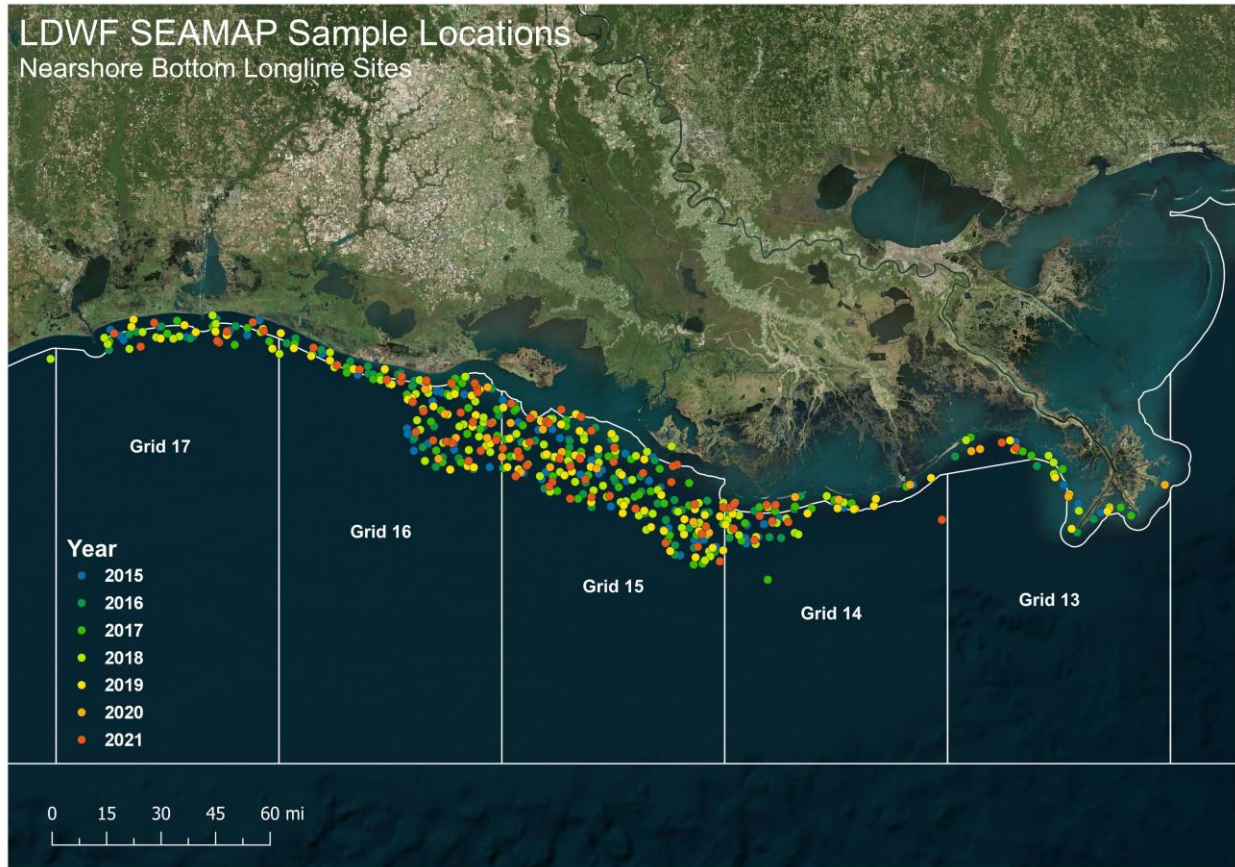 LDWF SEAMAP Sample Locations
Nearshore Bottom Longline Sites
Grid 17
Grid 16
Grid 15
Grid 14
Grid 13
Year
2015
2016
2017
2018
2019
2020
2021
0 15 30 45 60 mi